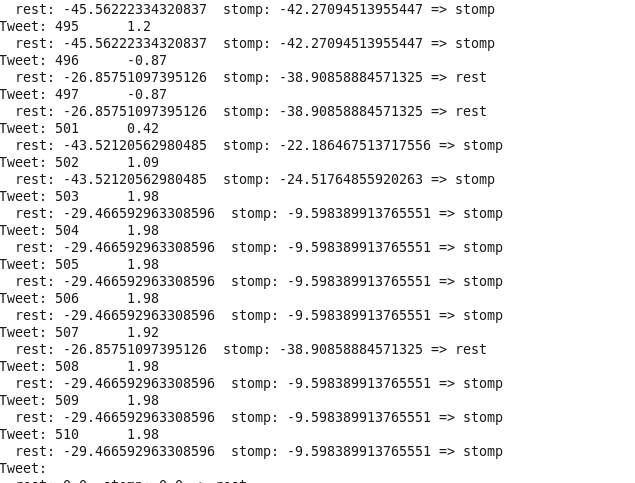 rest: -45.56222334320837 stomp: -42.27094513955447 => stomp
Tweet: 495 1.2
rest: -45.56222334320837 stomp: -42.27094513955447 => stomp
Tweet: 496 -0.87
rest: -26.85751097395126 stomp: -38.90858884571325 => rest
Tweet: 497 -0.87
rest: -26.85751097395126 stomp: -38.90858884571325 => rest
Tweet: 501 0.42
rest: -43.52120562980485 stomp: -22.186467513717556 => stomp
Tweet: 502 1.09
rest: -43.52120562980485 stomp: -24.51764855920263 => stomp
Tweet: 503 1.98
rest: -29.466592963308596 stomp: -9.598389913765551 => stomp
Tweet: 504 1.98
rest: -29.466592963308596 stomp: -9.598389913765551 => stomp
Tweet: 505 1.98
rest: -29.466592963308596 stomp: -9.598389913765551 => stomp
Tweet: 506 1.98
rest: -29.466592963308596 stomp: -9.598389913765551 => stomp
Tweet: 507 1.92
rest: -26.85751097395126 stomp: -38.90858884571325 => rest
Tweet: 508 1.98
rest: -29.466592963308596 stomp: -9.598389913765551 => stomp
Tweet: 509 1.98
rest: -29.466592963308596 stomp: -9.598389913765551 => stomp
Tweet: 510 1.98
rest: -29.466592963308596 stomp: -9.598389913765551 => stomp
Tweet: